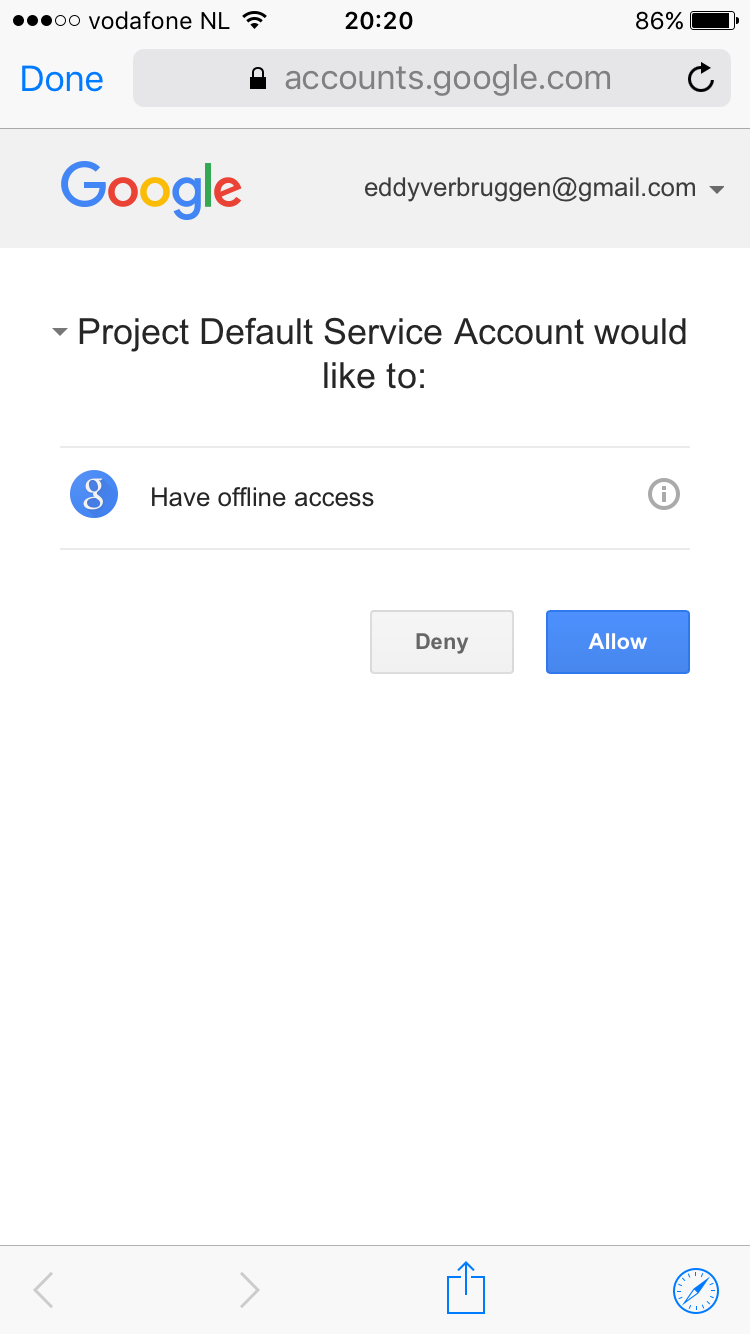 vodafone NL 20:20 86%
Done accounts.google.com
Google eddyverbruggen@gmail.com
Project Default Service Account would
like to:
g Have offline access
Deny Allow